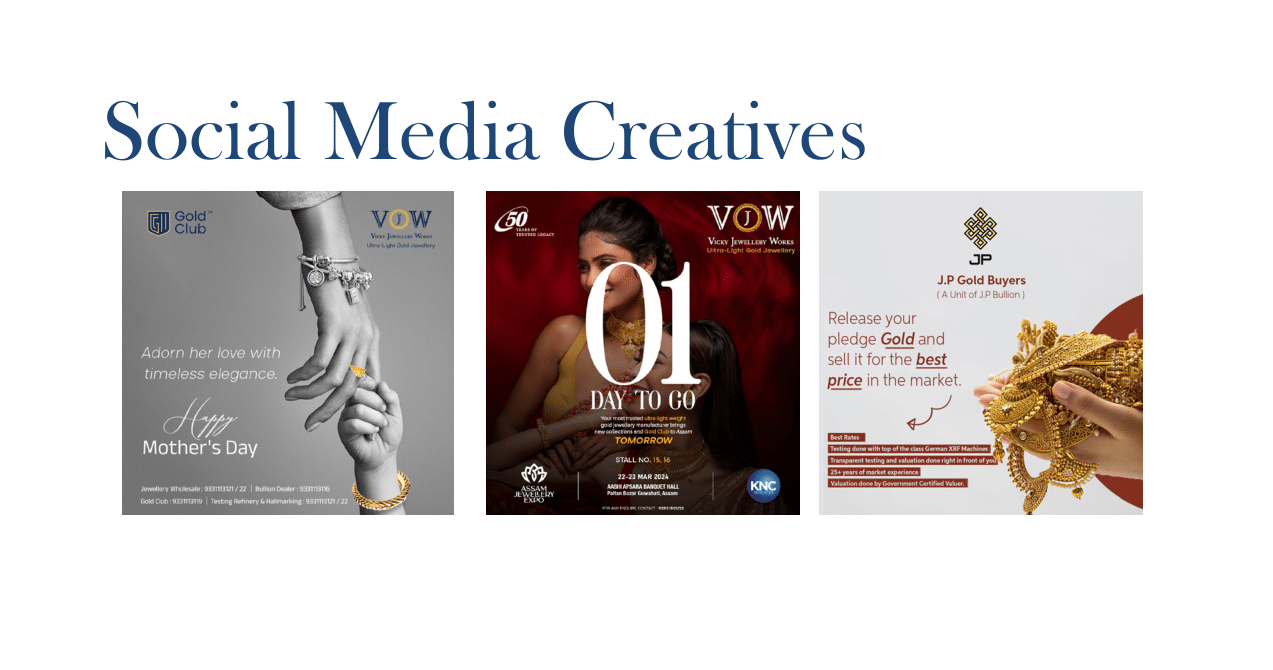 Social Media Creatives
Gold Club™
VJW
VICKY JEWELLERY WORKS
Ultra-Light Gold Jewellery
Adorn her love with
timeless elegance.
Happy
Mother's Day
Jewellery Wholesale : 9331113121 / 22 | Bullion Dealer : 9331113116
Gold Club : 9331113119 | Testing Refinery & Hallmarking : 9331113121 / 22
50
YEARS OF
TRUSTED LEGACY
VJW
VICKY JEWELLERY WORKS
Ultra-Light Gold Jewellery
01
DAY TO GO
Your most trusted ultra-light weight
gold jewellery manufacturer brings
new collections and Gold Club to Assam
TOMORROW
STALL NO. 15, 16
ASSAM
JEWELLERY
EXPO
22-23 MAR 2024
AASHI APSARA BANQUET HALL
Paltan Bazar Guwahati, Assam
KNC
FOR ANY ENQUIRY, CONTACT :
JP
J.P Gold Buyers
( A Unit of J.P Bullion )
Release your
pledge Gold and
sell it for the best
price in the market.
Best Rates
Testing done with top of the class German XRF Machines
Transparent testing and valuation done right in front of you
25+ years of market experience
Valuation done by Government Certified Valuer.